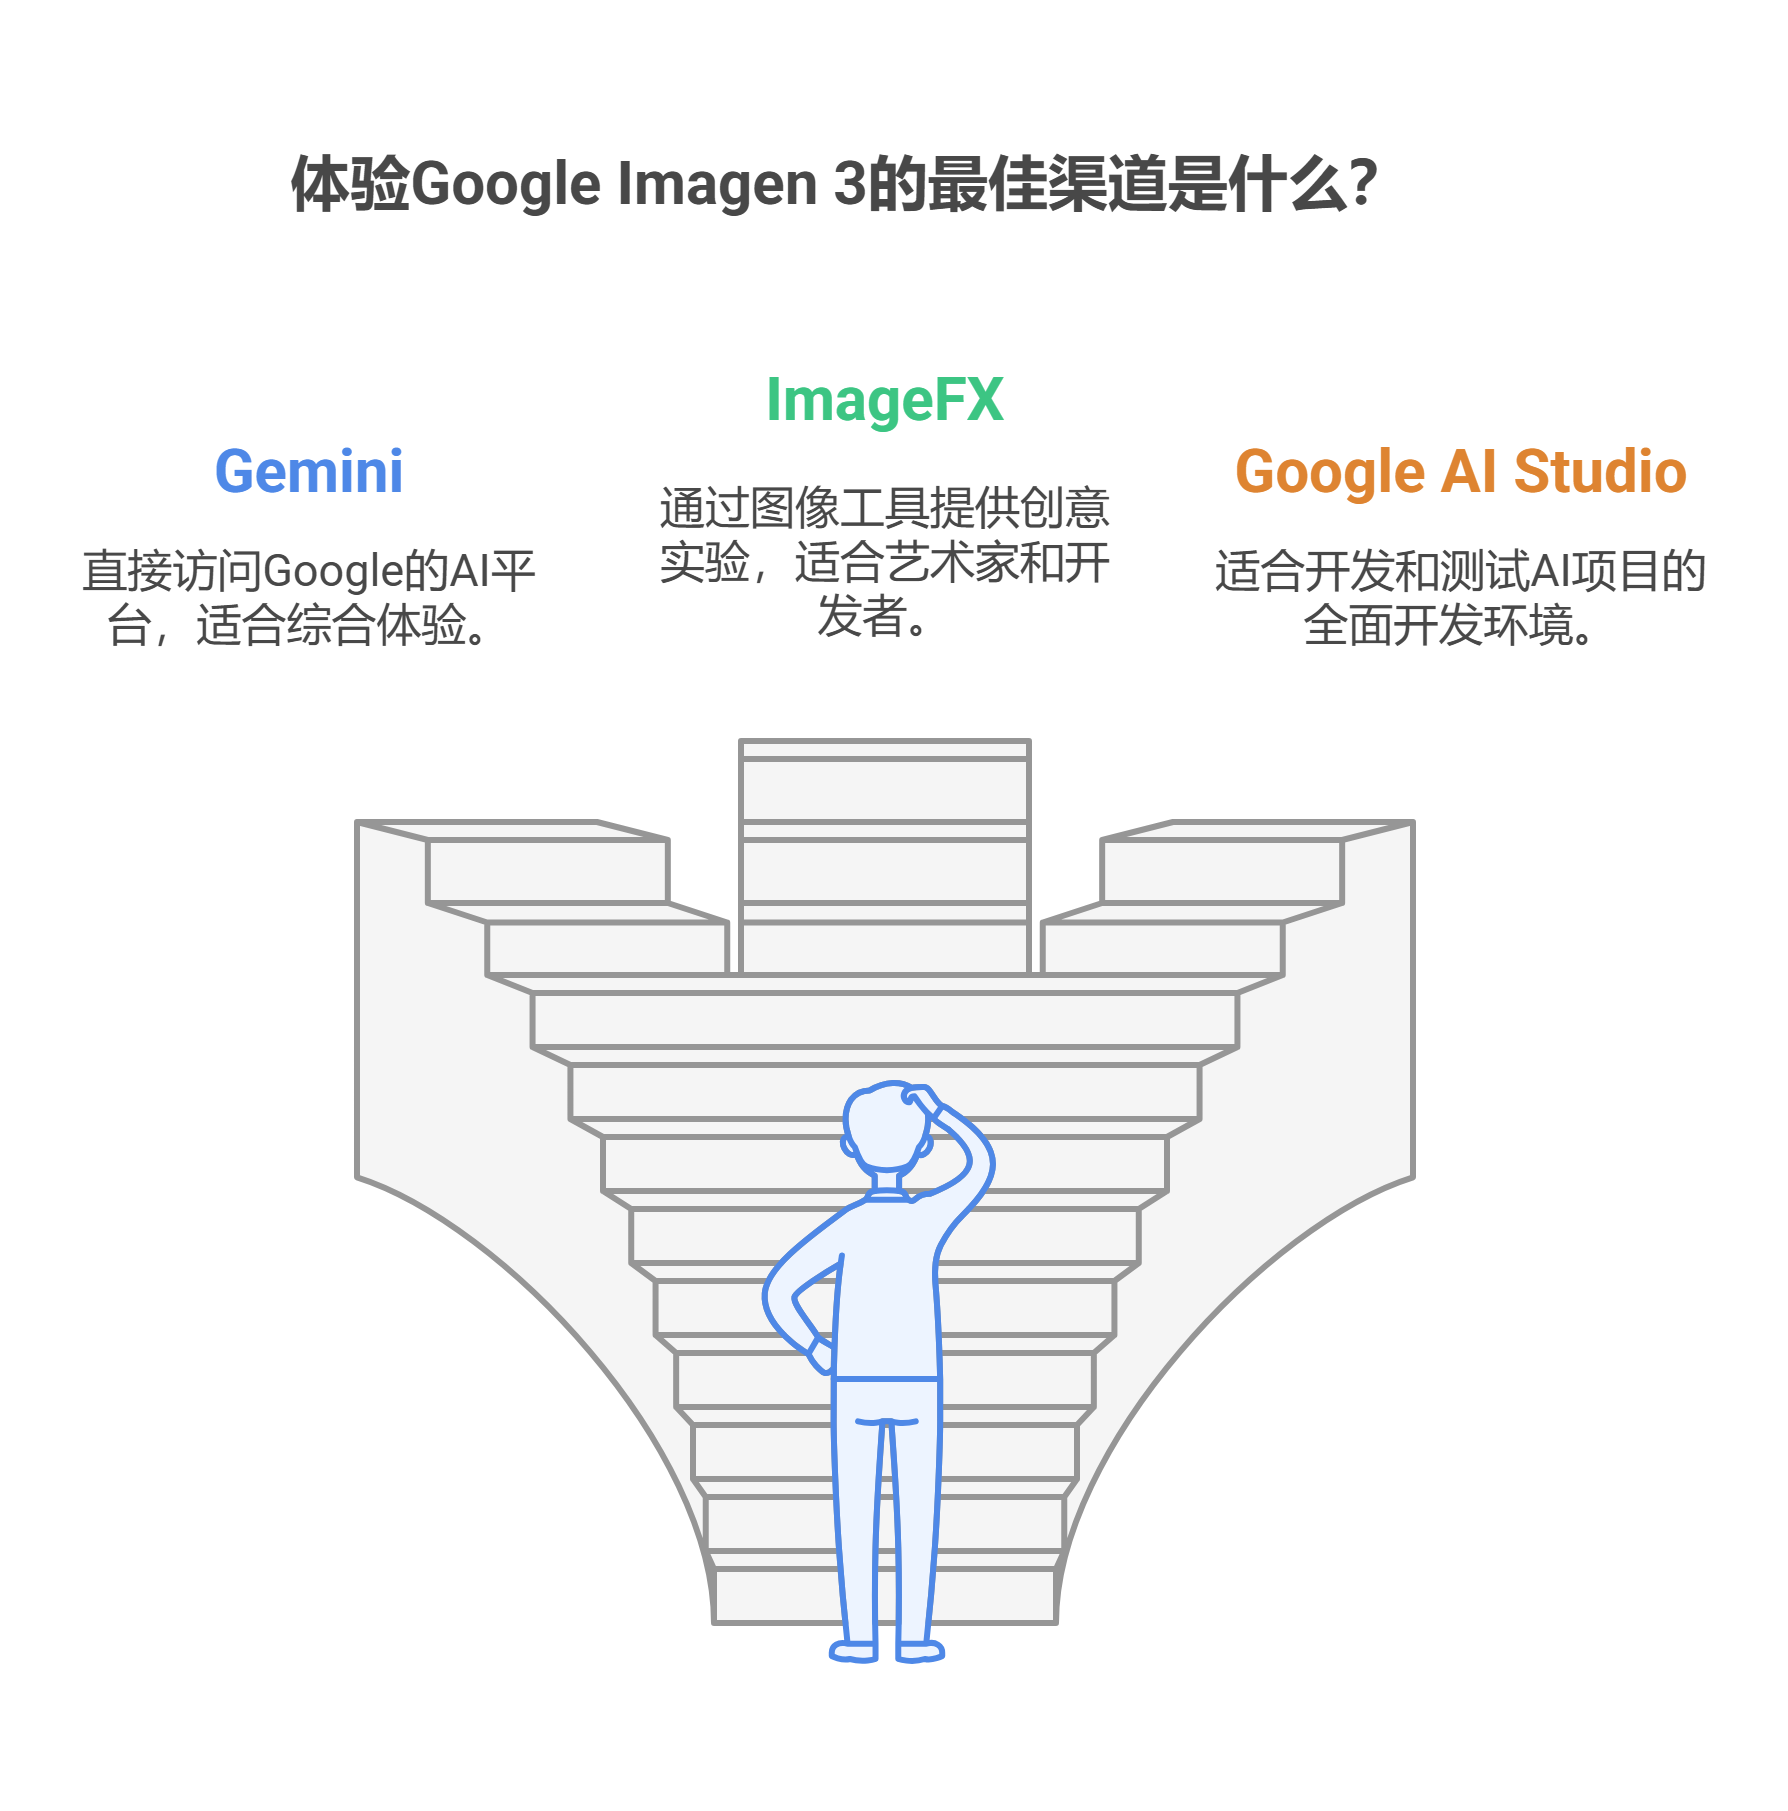 体验Google Imagen 3的最佳渠道是什么？
ImageFX
通过图像工具提供创意
实验，适合艺术家和开
发者。
Gemini
直接访问Google的AI平
台，适合综合体验。
Google AI Studio
适合开发和测试AI项目的
全面开发环境。